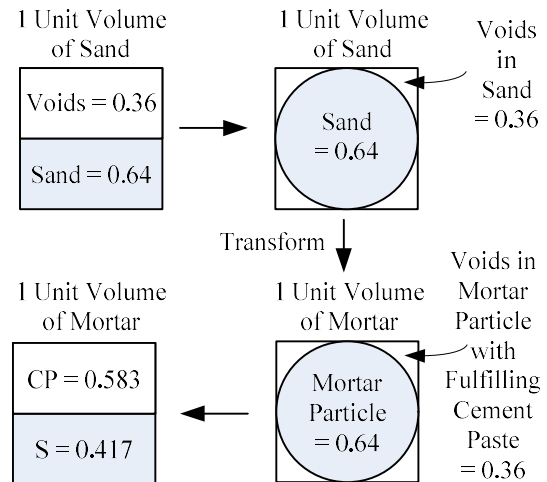 1 Unit Volume
of Sand
Voids = 0.36
Sand = 0.64
1 Unit Volume
of Sand
Sand
= 0.64
Voids
in
Sand
= 0.36
Transform
1 Unit Volume
of Mortar
CP = 0.583
S = 0.417
1 Unit Volume
of Mortar
Mortar
Particle
= 0.64
Voids in
Mortar
Particle
with
Fulfilling
Cement
Paste
= 0.36